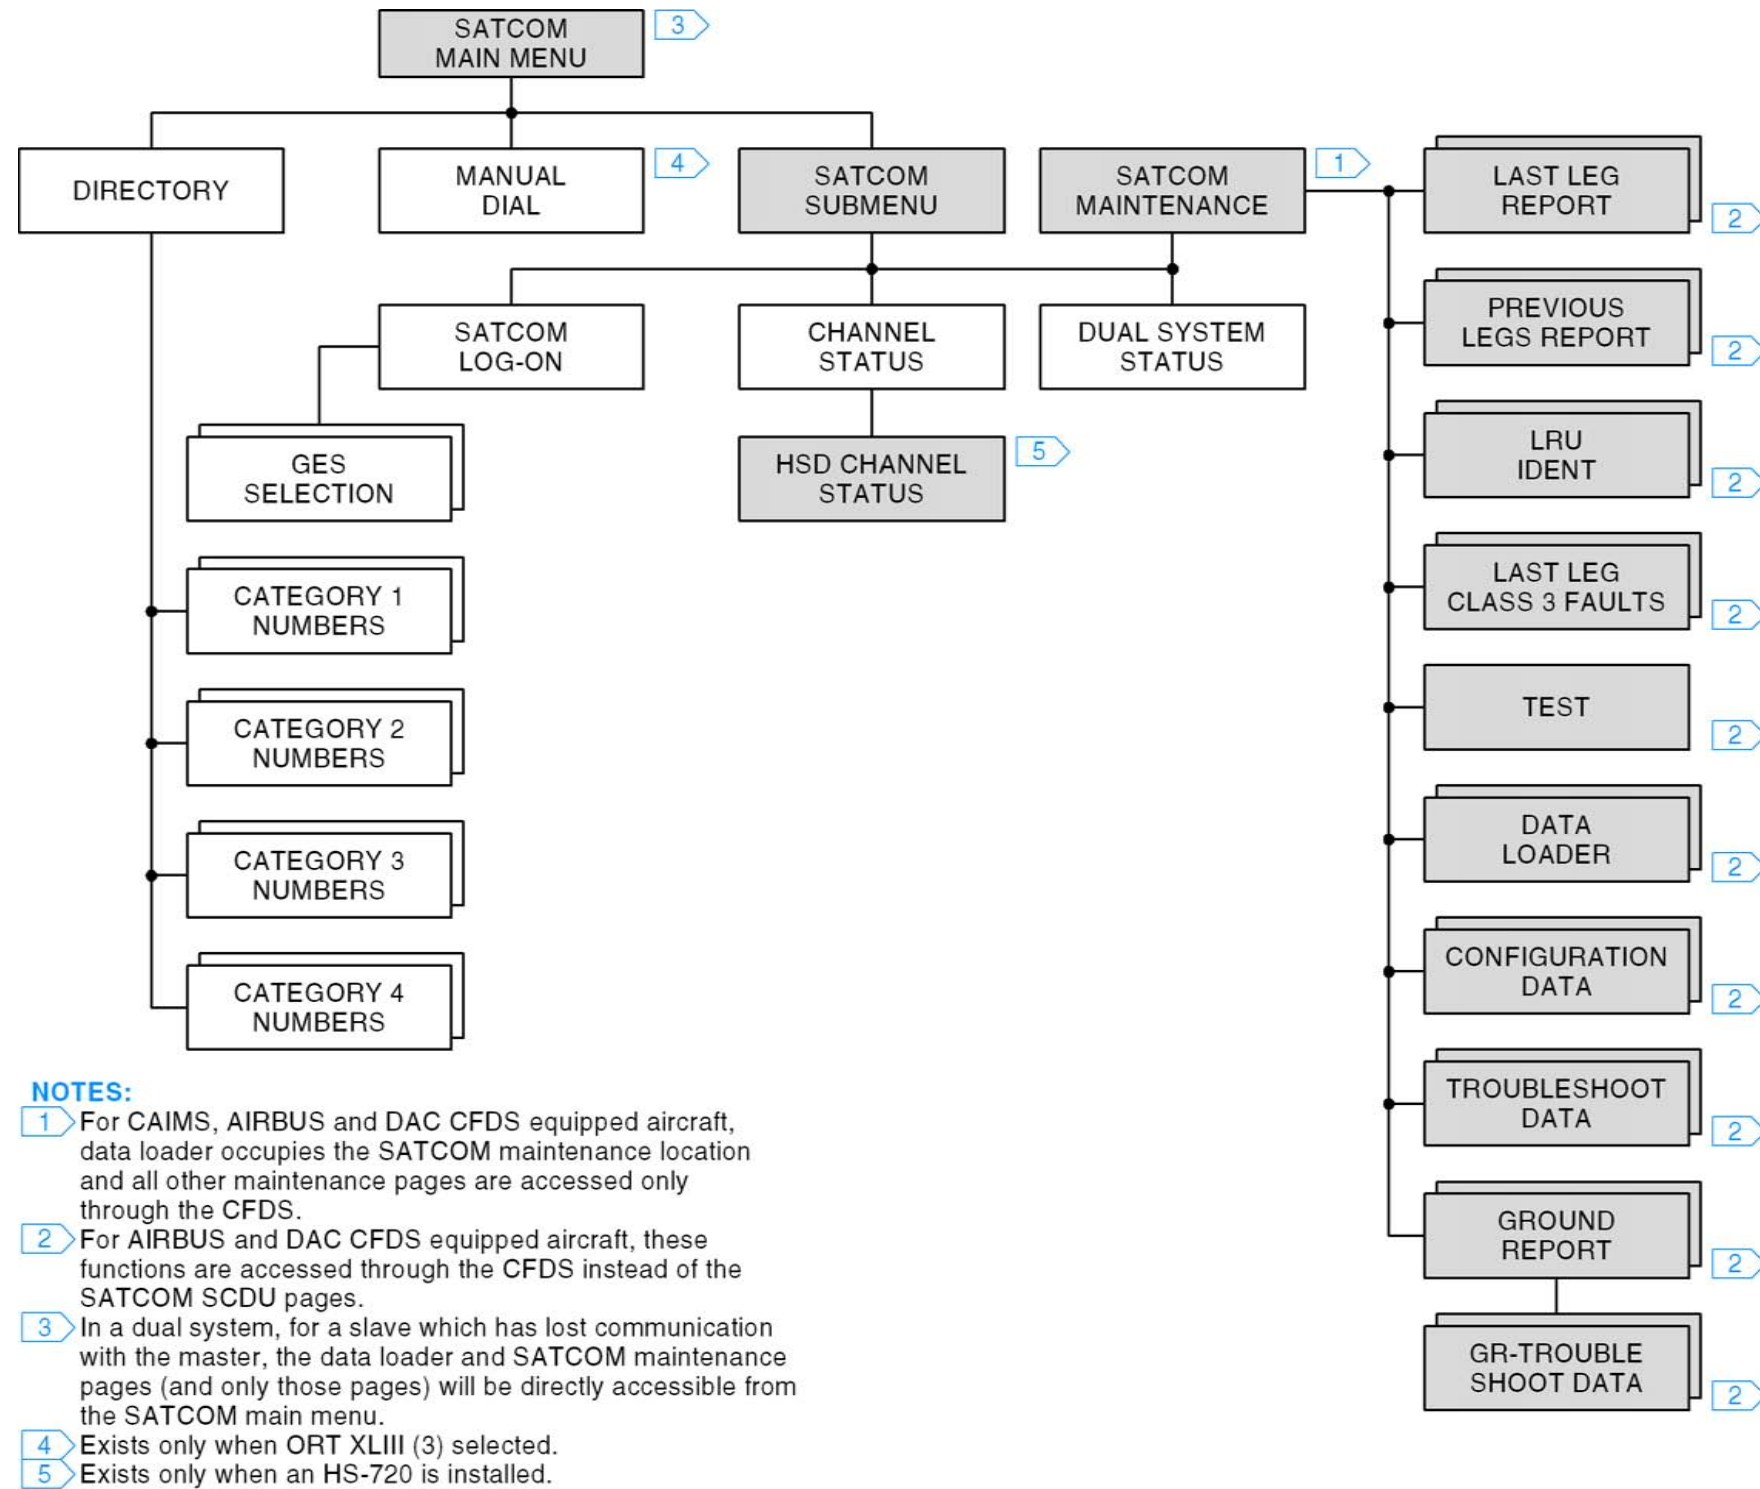 SATCOM
MAIN MENU
3
DIRECTORY
MANUAL
DIAL
4
SATCOM
SUBMENU
SATCOM
MAINTENANCE
1
LAST LEG
REPORT
2
SATCOM
LOG-ON
CHANNEL
STATUS
DUAL SYSTEM
STATUS
PREVIOUS
LEGS REPORT
2
GES
SELECTION
HSD CHANNEL
STATUS
5
LRU
IDENT
2
CATEGORY 1
NUMBERS
LAST LEG
CLASS 3 FAULTS
2
CATEGORY 2
NUMBERS
TEST
2
CATEGORY 3
NUMBERS
DATA
LOADER
2
CATEGORY 4
NUMBERS
CONFIGURATION
DATA
2
TROUBLESHOOT
DATA
2
GROUND
REPORT
2
GR-TROUBLE
SHOOT DATA
2
NOTES:
1 For CAIMS, AIRBUS and DAC CFDS equipped aircraft,
data loader occupies the SATCOM maintenance location
and all other maintenance pages are accessed only
through the CFDS.
2 For AIRBUS and DAC CFDS equipped aircraft, these
functions are accessed through the CFDS instead of the
SATCOM SCDU pages.
3 In a dual system, for a slave which has lost communication
with the master, the data loader and SATCOM maintenance
pages (and only those pages) will be directly accessible from
the SATCOM main menu.
4 Exists only when ORT XLIII (3) selected.
5 Exists only when an HS-720 is installed.